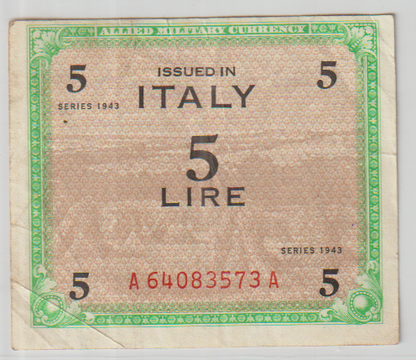 ALLIED MILITARY CURRENCY
5 ISSUED IN 5
SERIES 1943 ITALY
5
LIRE
SERIES 1943
5 A 64083573 A 5